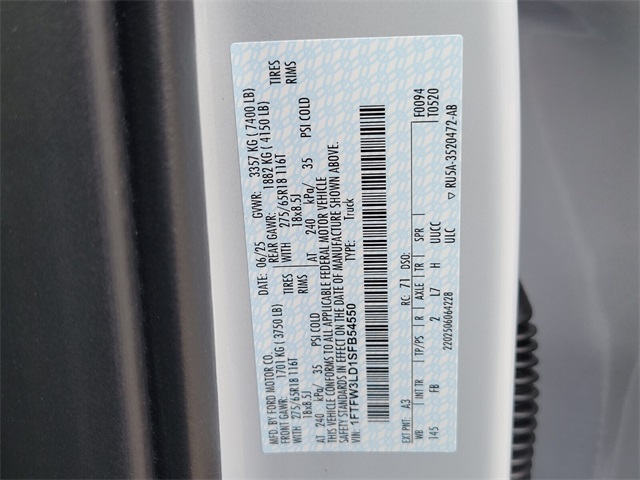 MFD. BY FORD MOTOR CO.
DATE: 06/25 GVWR: 3357 KG ( 7400 LB)
FRONT GAWR: 1701 KG ( 3750 LB) REAR GAWR: 1882 KG ( 4150 LB)
WITH 275/65R18 116T TIRES WITH 275/65R18 116T TIRES
18x8.5J RIMS 18x8.5J RIMS
AT 240 kPa/ 35 PSI COLD AT 240 kPa/ 35 PSI COLD
THIS VEHICLE CONFORMS TO ALL APPLICABLE FEDERAL MOTOR VEHICLE
SAFETY STANDARDS IN EFFECT ON THE DATE OF MANUFACTURE SHOWN ABOVE.
VIN: 1FTFW3LD1SFB54550 TYPE: Truck
F0094
T0520
EXT PNT: A3 RC: 71 DSO:
WB INT TR TP/PS R AXLE TR SPR
145 FB 2 L7 H UUCC
ULC
2202506064228 ▽ RU5A-3520472-AB